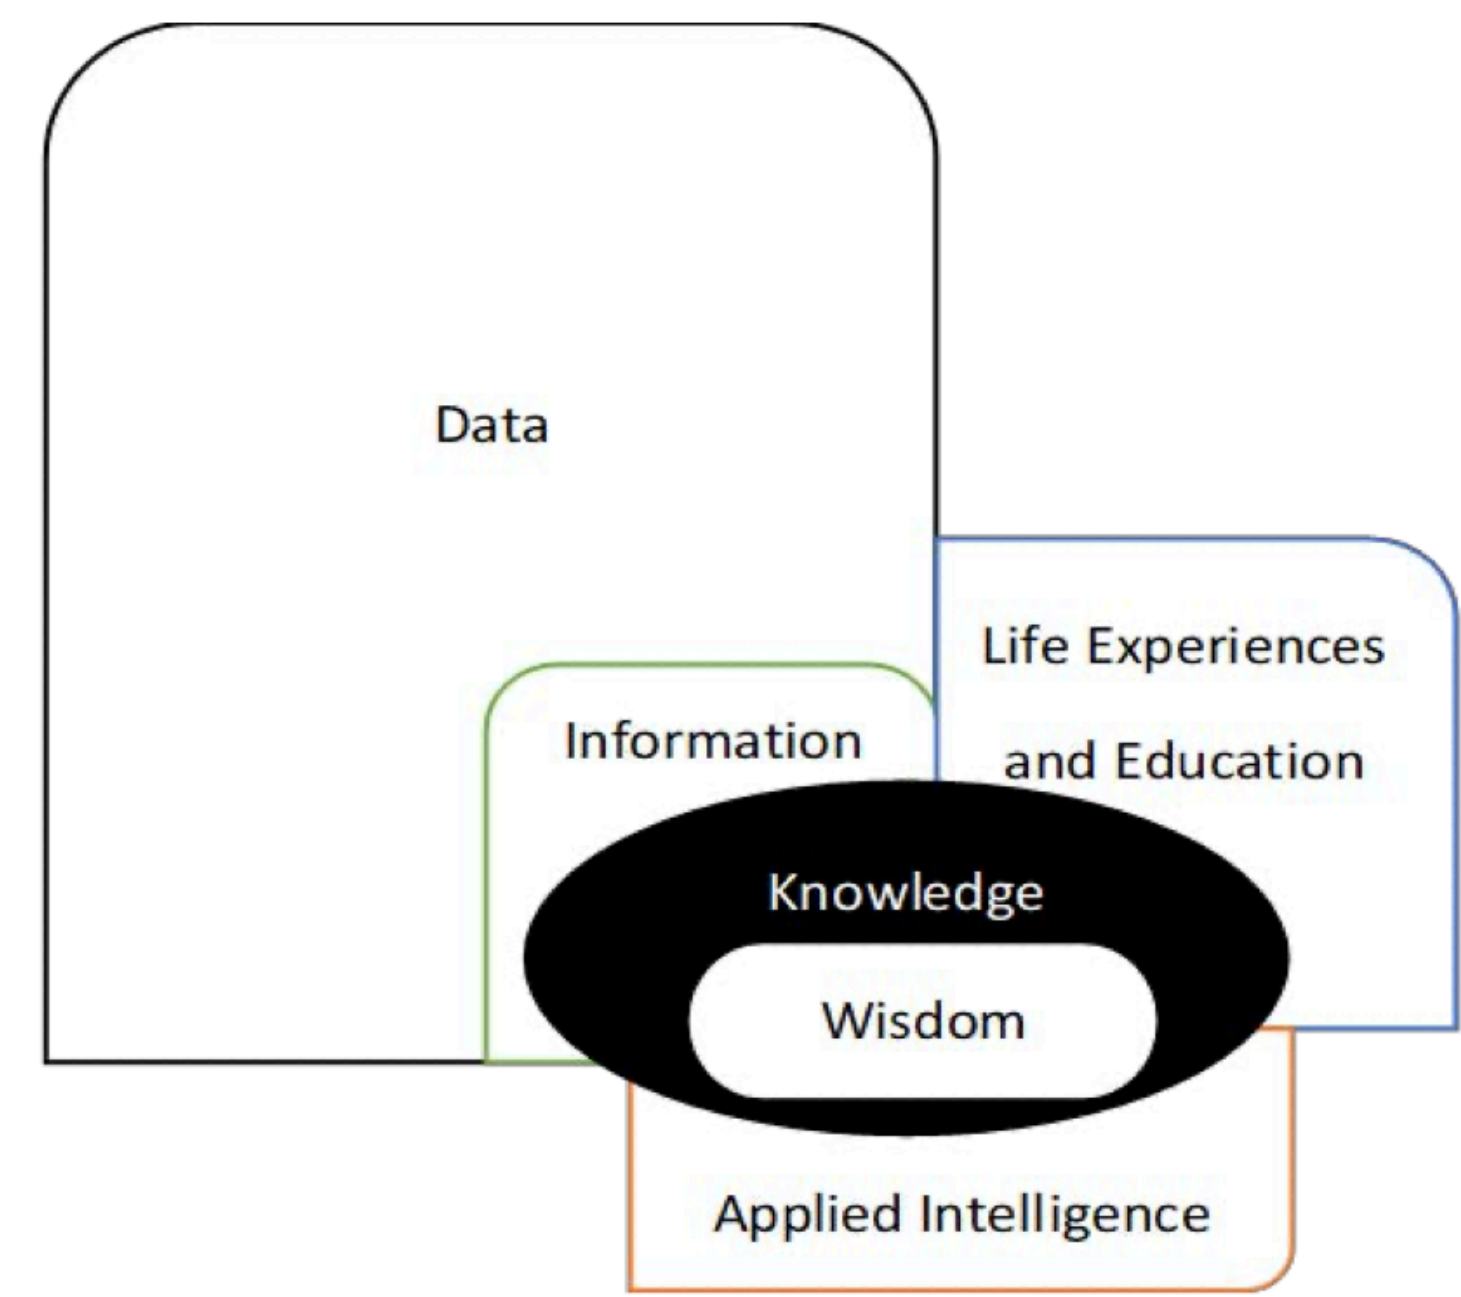 Data
Life Experiences
and Education
Information
Knowledge
Wisdom
Applied Intelligence